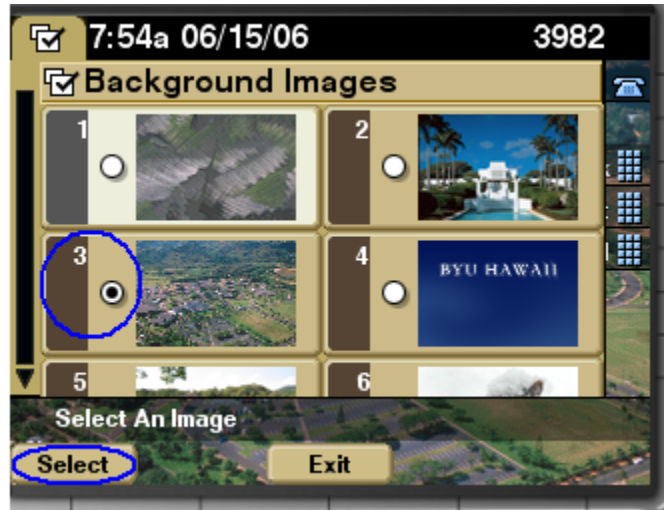 7:54a 06/15/06 3982
Background Images
1 2
3 4
BYU HAWAII
5 6
Select An Image
Select Exit